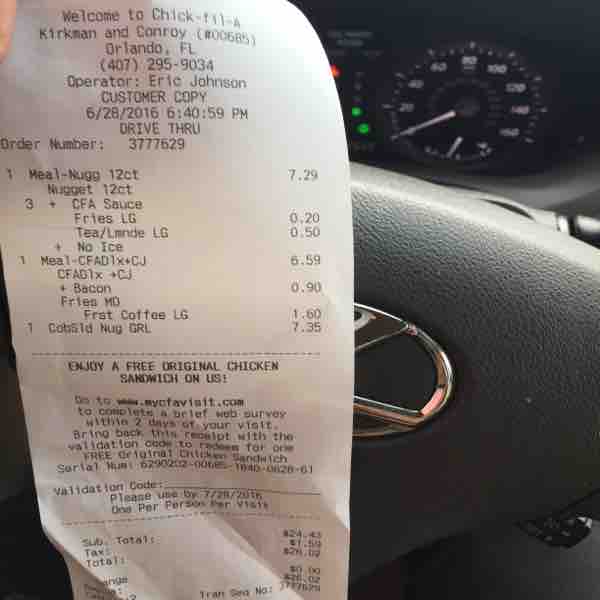 Welcome to Chick-fil-A
Kirkman and Conroy (#00685)
Orlando, FL
(407) 295-9034
Operator: Eric Johnson
CUSTOMER COPY
6/28/2016 6:40:59 PM
DRIVE THRU
Order Number: 3777629
1 Meal-Nugg 12ct 7.29
Nugget 12ct
3 + CFA Sauce
Fries LG 0.20
Tea/Lmnde LG 0.50
+ No Ice
1 Meal-CFADlx+CJ 6.59
CFADlx +CJ
+ Bacon 0.90
Fries MD
Frst Coffee LG 1.60
1 CobSld Nug GRL 7.35
ENJOY A FREE ORIGINAL CHICKEN
SANDWICH ON US!
Go to www.mycfavisit.com
to complete a brief web survey
within 2 days of your visit.
Bring back this receipt with the
validation code to redeem for one
FREE Original Chicken Sandwich
Serial Num: 6290202-00685-1840-0628-61
Validation Code:
Please use by 7/28/2016
One Per Person Per Visit
Sub. Total: $24.43
Tax: $1.59
Total: $26.02
$0.00
$26.02
Tran Seq No: 3777629
20
40
60
80
100
120
140
160